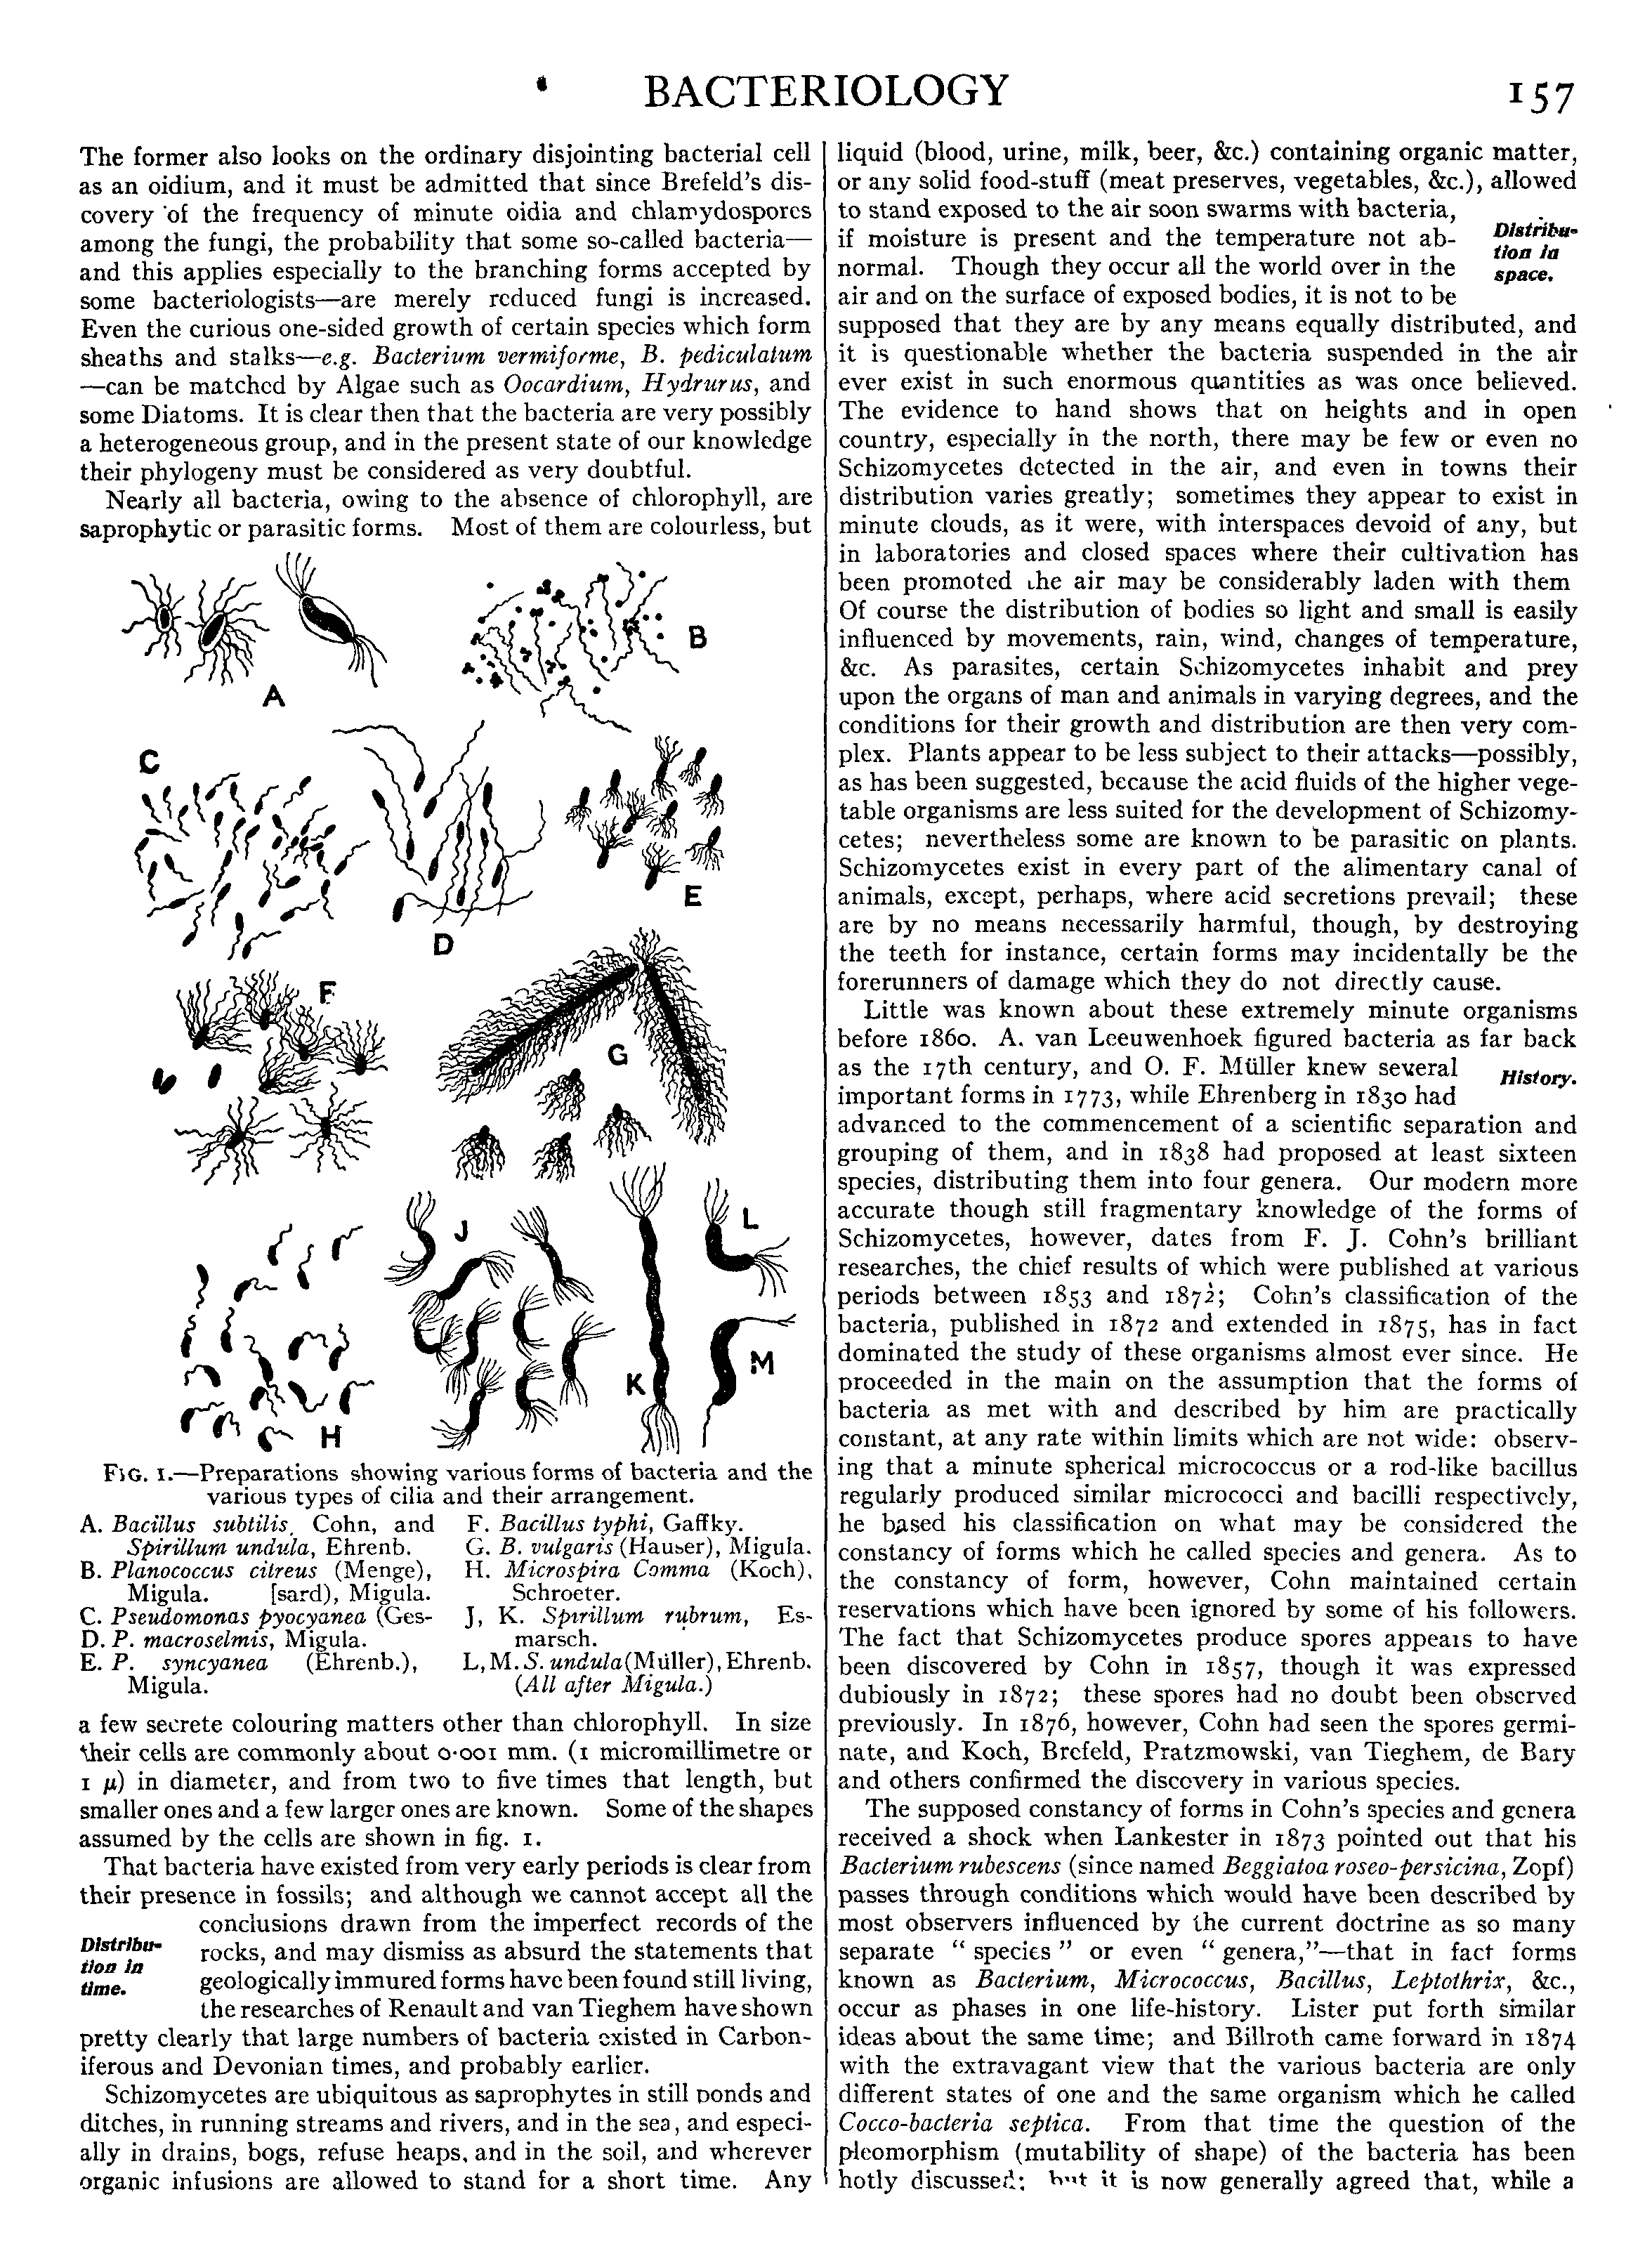 BACTERIOLOGY
157
The former also looks on the ordinary disjointing bacterial cell
as an oidium, and it must be admitted that since Brefeld's dis-
covery of the frequency of minute oidia and chlamydospores
among the fungi, the probability that some so-called bacteria—
and this applies especially to the branching forms accepted by
some bacteriologists—are merely reduced fungi is increased.
Even the curious one-sided growth of certain species which form
sheaths and stalks—e.g. Bacterium vermiforme, B. pediculatum
—can be matched by Algae such as Oocardium, Hydrurus, and
some Diatoms. It is clear then that the bacteria are very possibly
a heterogeneous group, and in the present state of our knowledge
their phylogeny must be considered as very doubtful.
Nearly all bacteria, owing to the absence of chlorophyll, are
saprophytic or parasitic forms. Most of them are colourless, but
A
B
C
D
E
F
G
H
J
K
L
M
FIG. 1.—Preparations showing various forms of bacteria and the
various types of cilia and their arrangement.
A. Bacillus subtilis, Cohn, and
Spirillum undula, Ehrenb.
B. Planococcus citreus (Menge),
Migula. [sard), Migula.
C. Pseudomonas pyocyanea (Ges-
D. P. macroselmis, Migula.
E. P. syncyanea (Ehrenb.),
Migula.
F. Bacillus typhi, Gaffky.
G. B. vulgaris (Hauser), Migula.
H. Microspira Comma (Koch),
Schroeter.
J, K. Spirillum rubrum, Es-
march.
L, M. S. undula (Müller), Ehrenb.
(All after Migula.)
a few secrete colouring matters other than chlorophyll. In size
their cells are commonly about 0·001 mm. (1 micromillimetre or
1 μ) in diameter, and from two to five times that length, but
smaller ones and a few larger ones are known. Some of the shapes
assumed by the cells are shown in fig. 1.
That bacteria have existed from very early periods is clear from
their presence in fossils; and although we cannot accept all the
conclusions drawn from the imperfect records of the
Distribu-
tion in
time.
rocks, and may dismiss as absurd the statements that
geologically immured forms have been found still living,
the researches of Renault and van Tieghem have shown
pretty clearly that large numbers of bacteria existed in Carbon-
iferous and Devonian times, and probably earlier.
Schizomycetes are ubiquitous as saprophytes in still ponds and
ditches, in running streams and rivers, and in the sea, and especi-
ally in drains, bogs, refuse heaps, and in the soil, and wherever
organic infusions are allowed to stand for a short time. Any
liquid (blood, urine, milk, beer, &c.) containing organic matter,
or any solid food-stuff (meat preserves, vegetables, &c.), allowed
to stand exposed to the air soon swarms with bacteria,
Distribu-
tion in
space.
if moisture is present and the temperature not ab-
normal. Though they occur all the world over in the
air and on the surface of exposed bodies, it is not to be
supposed that they are by any means equally distributed, and
it is questionable whether the bacteria suspended in the air
ever exist in such enormous quantities as was once believed.
The evidence to hand shows that on heights and in open
country, especially in the north, there may be few or even no
Schizomycetes detected in the air, and even in towns their
distribution varies greatly; sometimes they appear to exist in
minute clouds, as it were, with interspaces devoid of any, but
in laboratories and closed spaces where their cultivation has
been promoted the air may be considerably laden with them
Of course the distribution of bodies so light and small is easily
influenced by movements, rain, wind, changes of temperature,
&c. As parasites, certain Schizomycetes inhabit and prey
upon the organs of man and animals in varying degrees, and the
conditions for their growth and distribution are then very com-
plex. Plants appear to be less subject to their attacks—possibly,
as has been suggested, because the acid fluids of the higher vege-
table organisms are less suited for the development of Schizomy-
cetes; nevertheless some are known to be parasitic on plants.
Schizomycetes exist in every part of the alimentary canal of
animals, except, perhaps, where acid secretions prevail; these
are by no means necessarily harmful, though, by destroying
the teeth for instance, certain forms may incidentally be the
forerunners of damage which they do not directly cause.
Little was known about these extremely minute organisms
before 1860. A. van Leeuwenhoek figured bacteria as far back
as the 17th century, and O. F. Müller knew several
History.
important forms in 1773, while Ehrenberg in 1830 had
advanced to the commencement of a scientific separation and
grouping of them, and in 1838 had proposed at least sixteen
species, distributing them into four genera. Our modern more
accurate though still fragmentary knowledge of the forms of
Schizomycetes, however, dates from F. J. Cohn's brilliant
researches, the chief results of which were published at various
periods between 1853 and 1872; Cohn's classification of the
bacteria, published in 1872 and extended in 1875, has in fact
dominated the study of these organisms almost ever since. He
proceeded in the main on the assumption that the forms of
bacteria as met with and described by him are practically
constant, at any rate within limits which are not wide: observ-
ing that a minute spherical micrococcus or a rod-like bacillus
regularly produced similar micrococci and bacilli respectively,
he based his classification on what may be considered the
constancy of forms which he called species and genera. As to
the constancy of form, however, Cohn maintained certain
reservations which have been ignored by some of his followers.
The fact that Schizomycetes produce spores appears to have
been discovered by Cohn in 1857, though it was expressed
dubiously in 1872; these spores had no doubt been observed
previously. In 1876, however, Cohn had seen the spores germi-
nate, and Koch, Brefeld, Pratzmowski, van Tieghem, de Bary
and others confirmed the discovery in various species.
The supposed constancy of forms in Cohn's species and genera
received a shock when Lankester in 1873 pointed out that his
Bacterium rubescens (since named Beggiatoa roseo-persicina, Zopf)
passes through conditions which would have been described by
most observers influenced by the current doctrine as so many
separate "species" or even "genera,"—that in fact forms
known as Bacterium, Micrococcus, Bacillus, Leptothrix, &c.,
occur as phases in one life-history. Lister put forth similar
ideas about the same time; and Billroth came forward in 1874
with the extravagant view that the various bacteria are only
different states of one and the same organism which he called
Cocco-bacteria septica. From that time the question of the
pleomorphism (mutability of shape) of the bacteria has been
hotly discussed; but it is now generally agreed that, while a